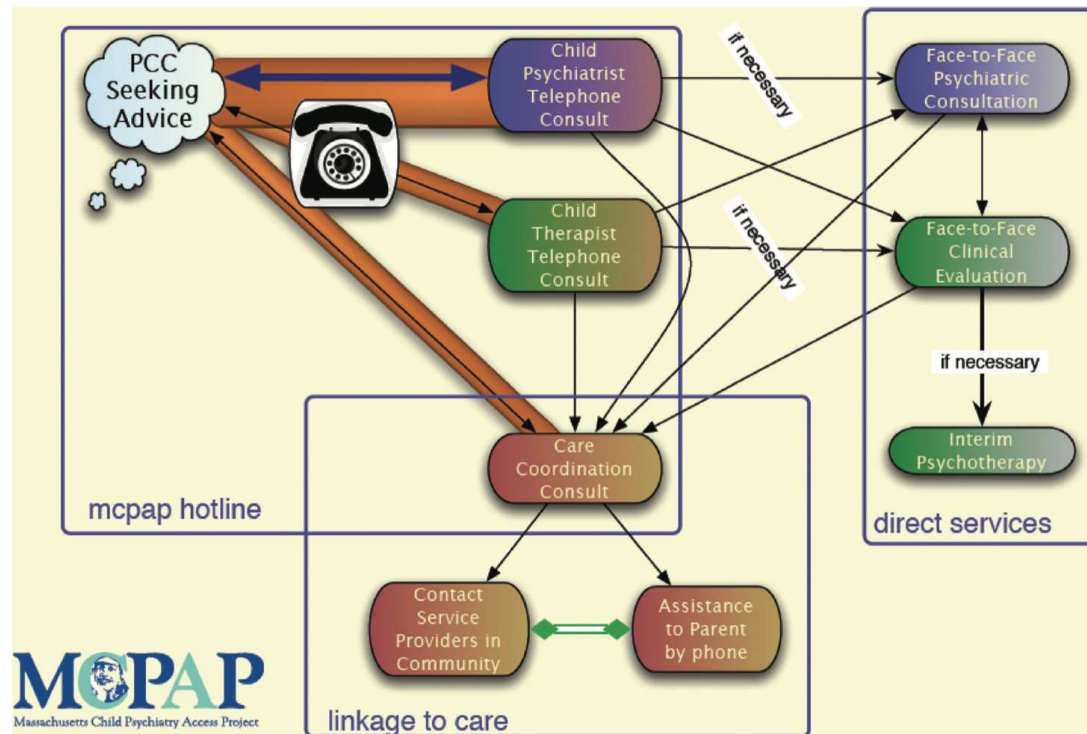 PCC
Seeking
Advice
Child
Psychiatrist
Telephone
Consult
if necessary
Face-to-Face
Psychiatric
Consultation
Child
Therapist
Telephone
Consult
if necessary
Face-to-Face
Clinical
Evaluation
if necessary
Interim
Psychotherapy
Care
Coordination
Consult
mcpap hotline
direct services
Contact
Service
Providers in
Community
Assistance
to Parent
by phone
linkage to care
MCPAP
Massachusetts Child Psychiatry Access Project